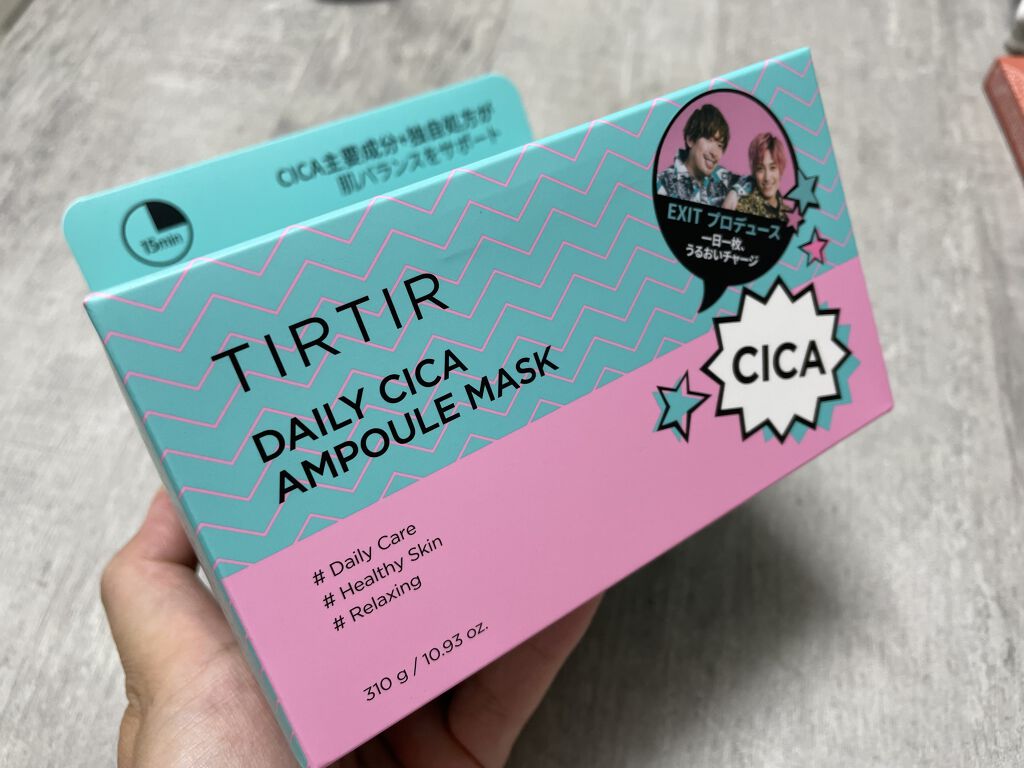 CICA主要成分*独自処方が
肌バランスをサポート
15min
EXIT プロデュース
一日一枚、
うるおいチャージ
TIRTIR
DAILY CICA
AMPOULE MASK
CICA
# Daily Care
# Healthy Skin
# Relaxing
310 g / 10.93 oz.